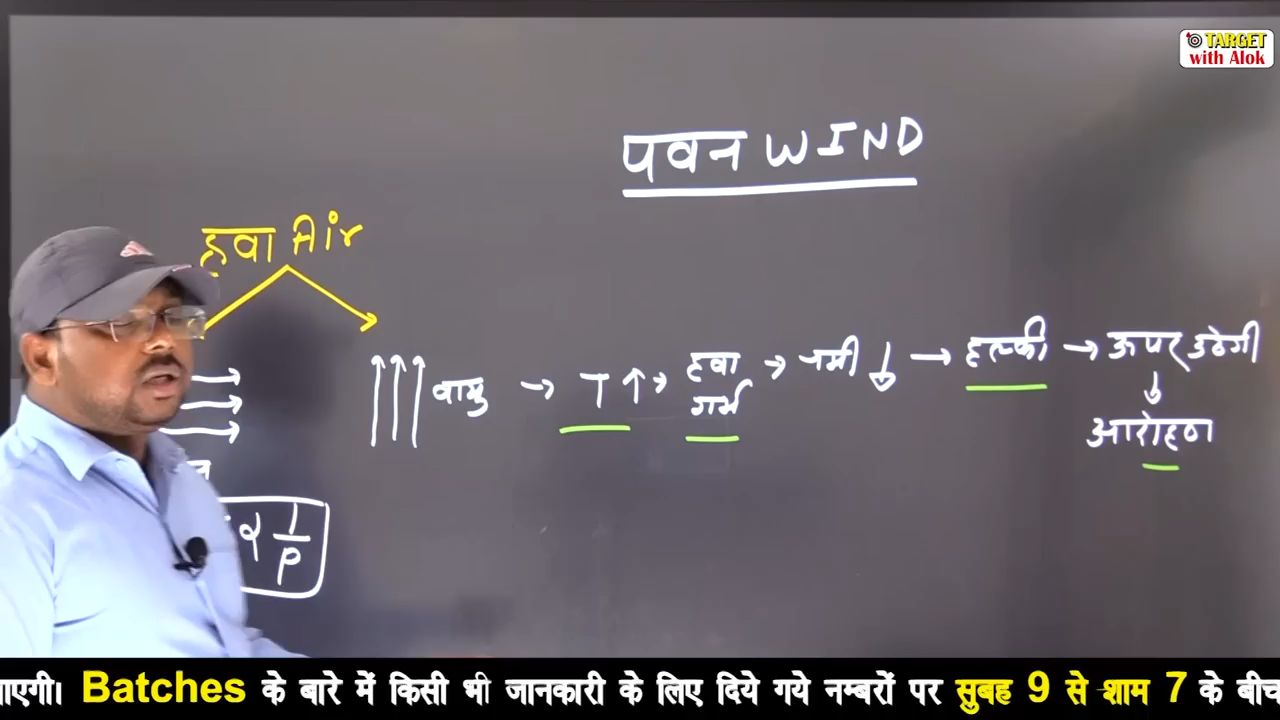 TARGET
with Alok
पवन WIND
हवा Air
वायु → T ↑ → हवा गर्म → नमी ↓ → हल्की → ऊपर उठेगी
↓
आरोहण
α 1/P
Batches के बारे में किसी भी जानकारी के लिए दिये गये नम्बरों पर सुबह 9 से शाम 7 के बीच